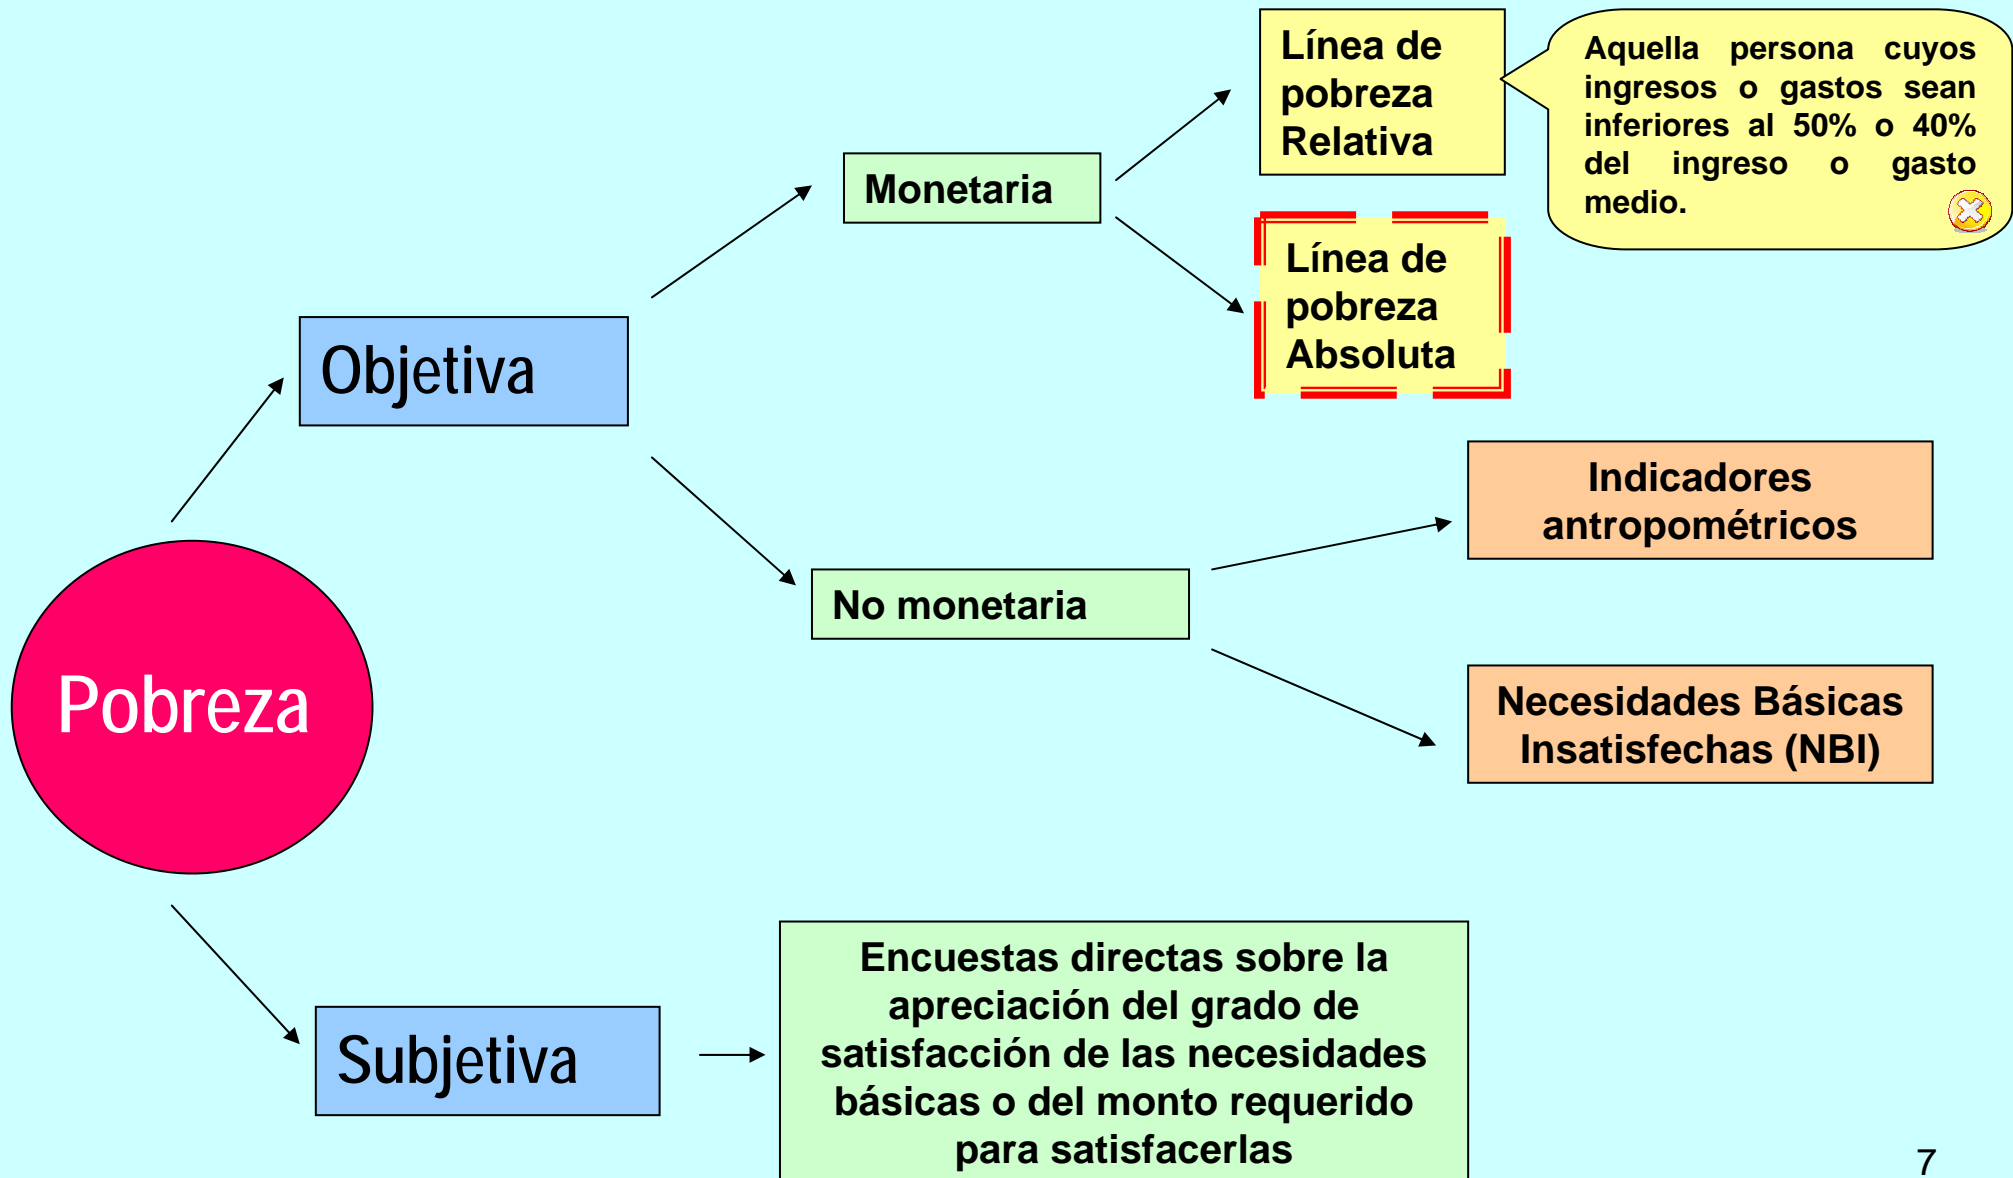 Línea de
pobreza
Relativa
Aquella persona cuyos
ingresos o gastos sean
inferiores al 50% o 40%
del ingreso o gasto
medio.
Monetaria
Línea de
pobreza
Absoluta
Objetiva
Indicadores
antropométricos
No monetaria
Pobreza
Necesidades Básicas
Insatisfechas (NBI)
Subjetiva
Encuestas directas sobre la
apreciación del grado de
satisfacción de las necesidades
básicas o del monto requerido
para satisfacerlas
7